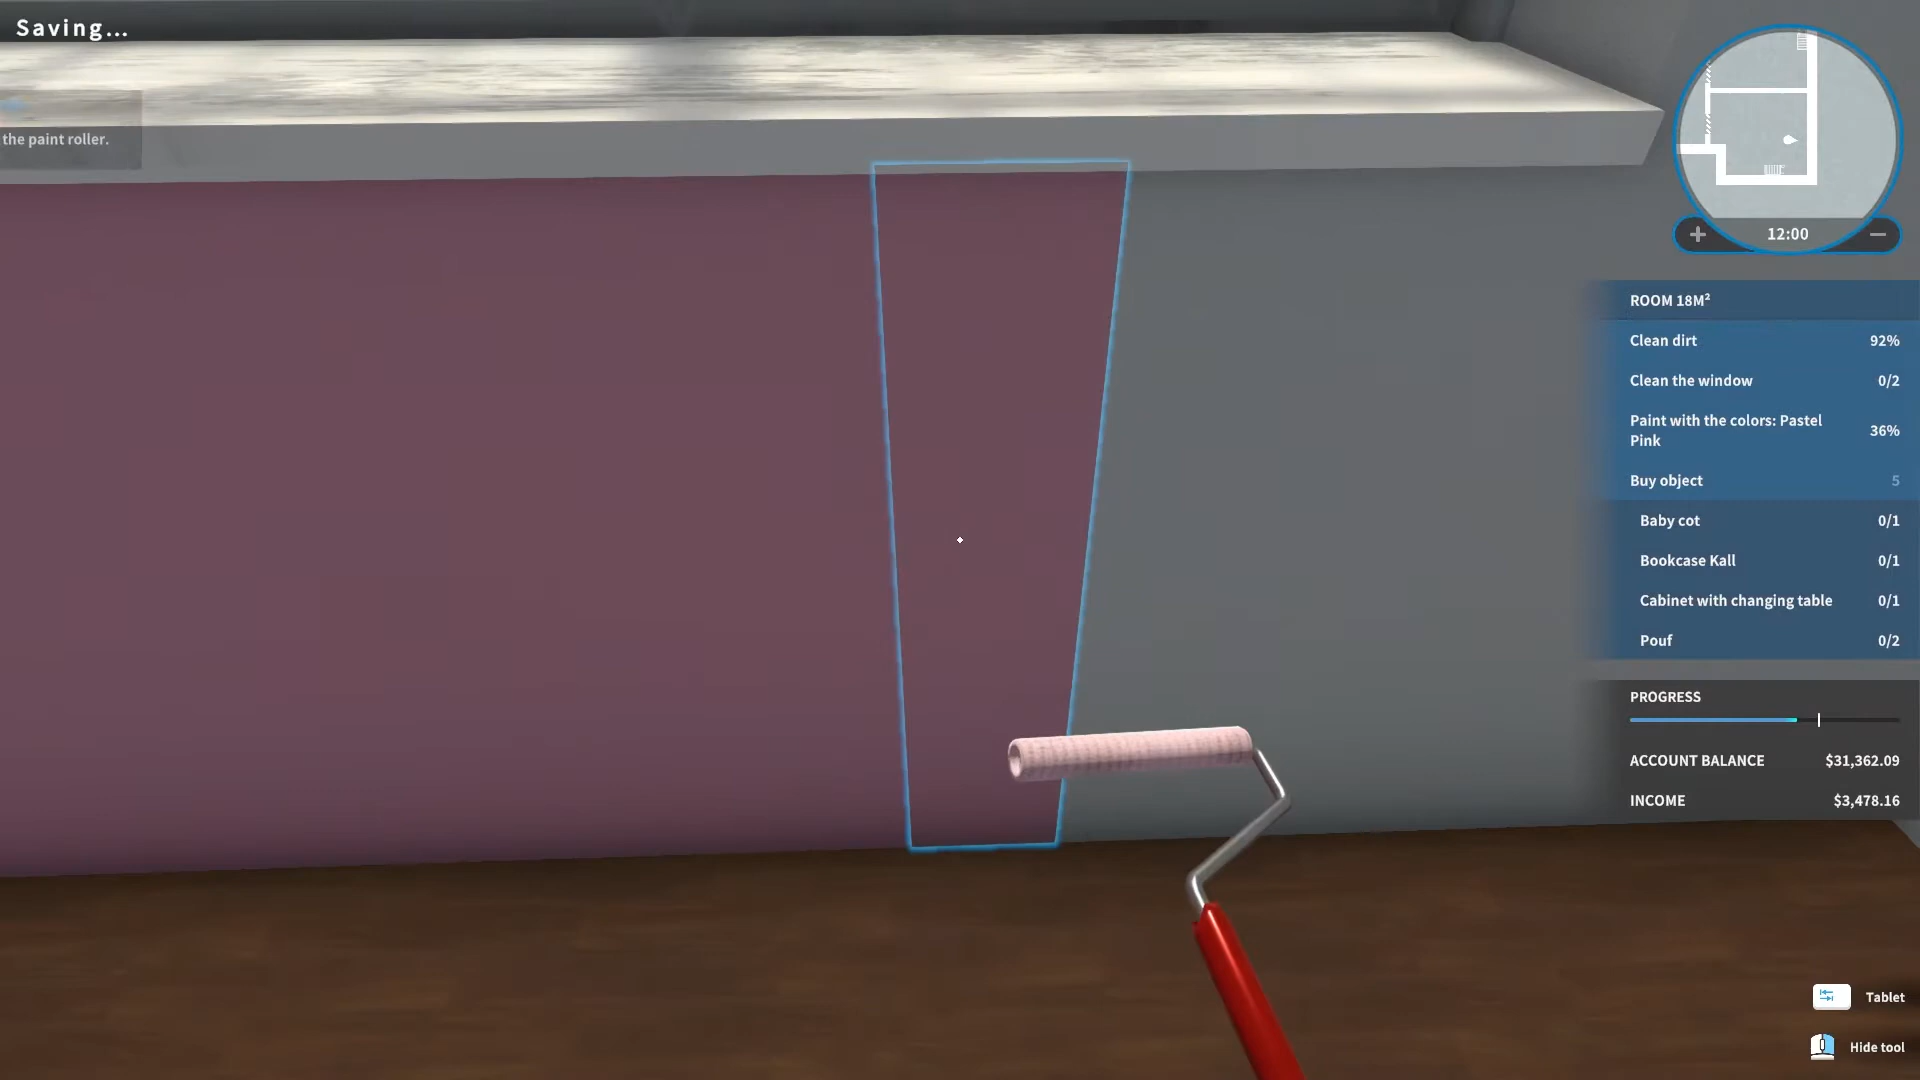 Saving...
the paint roller.
12:00
ROOM 18M²
Clean dirt 92%
Clean the window 0/2
Paint with the colors: Pastel
Pink 36%
Buy object 5
Baby cot 0/1
Bookcase Kall 0/1
Cabinet with changing table 0/1
Pouf 0/2
PROGRESS
ACCOUNT BALANCE $31,362.09
INCOME $3,478.16
Tablet
Hide tool